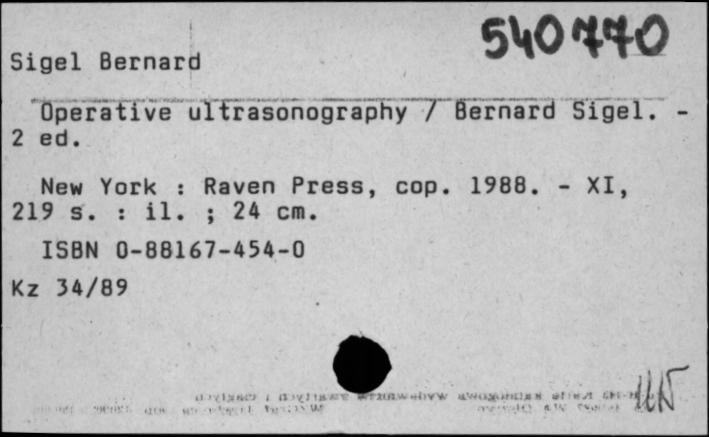 540770
Sigel Bernard
Operative ultrasonography / Bernard Sigel. -
2 ed.
New York : Raven Press, cop. 1988. - XI,
219 s. : il. ; 24 cm.
ISBN 0-88167-454-0
Kz 34/89